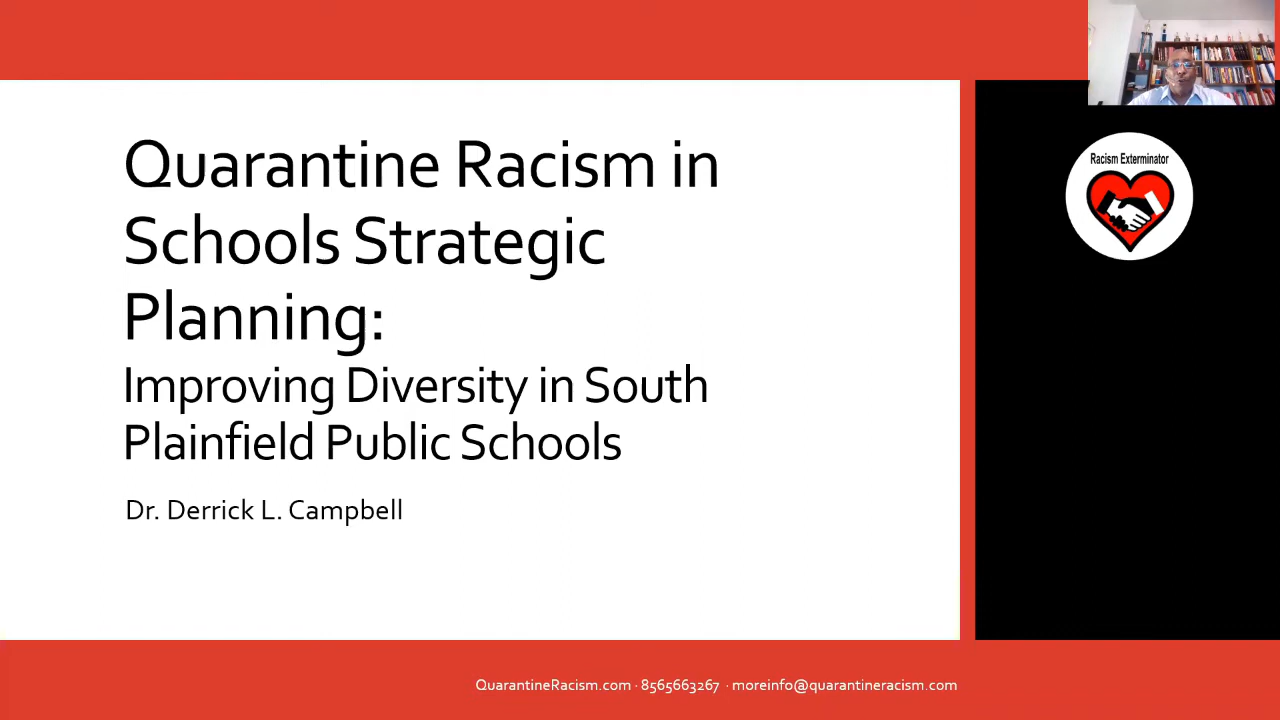 Quarantine Racism in
Schools Strategic
Planning:
Improving Diversity in South
Plainfield Public Schools
Dr. Derrick L. Campbell
Racism Exterminator
QuarantineRacism.com · 8565663267 · moreinfo@quarantineracism.com